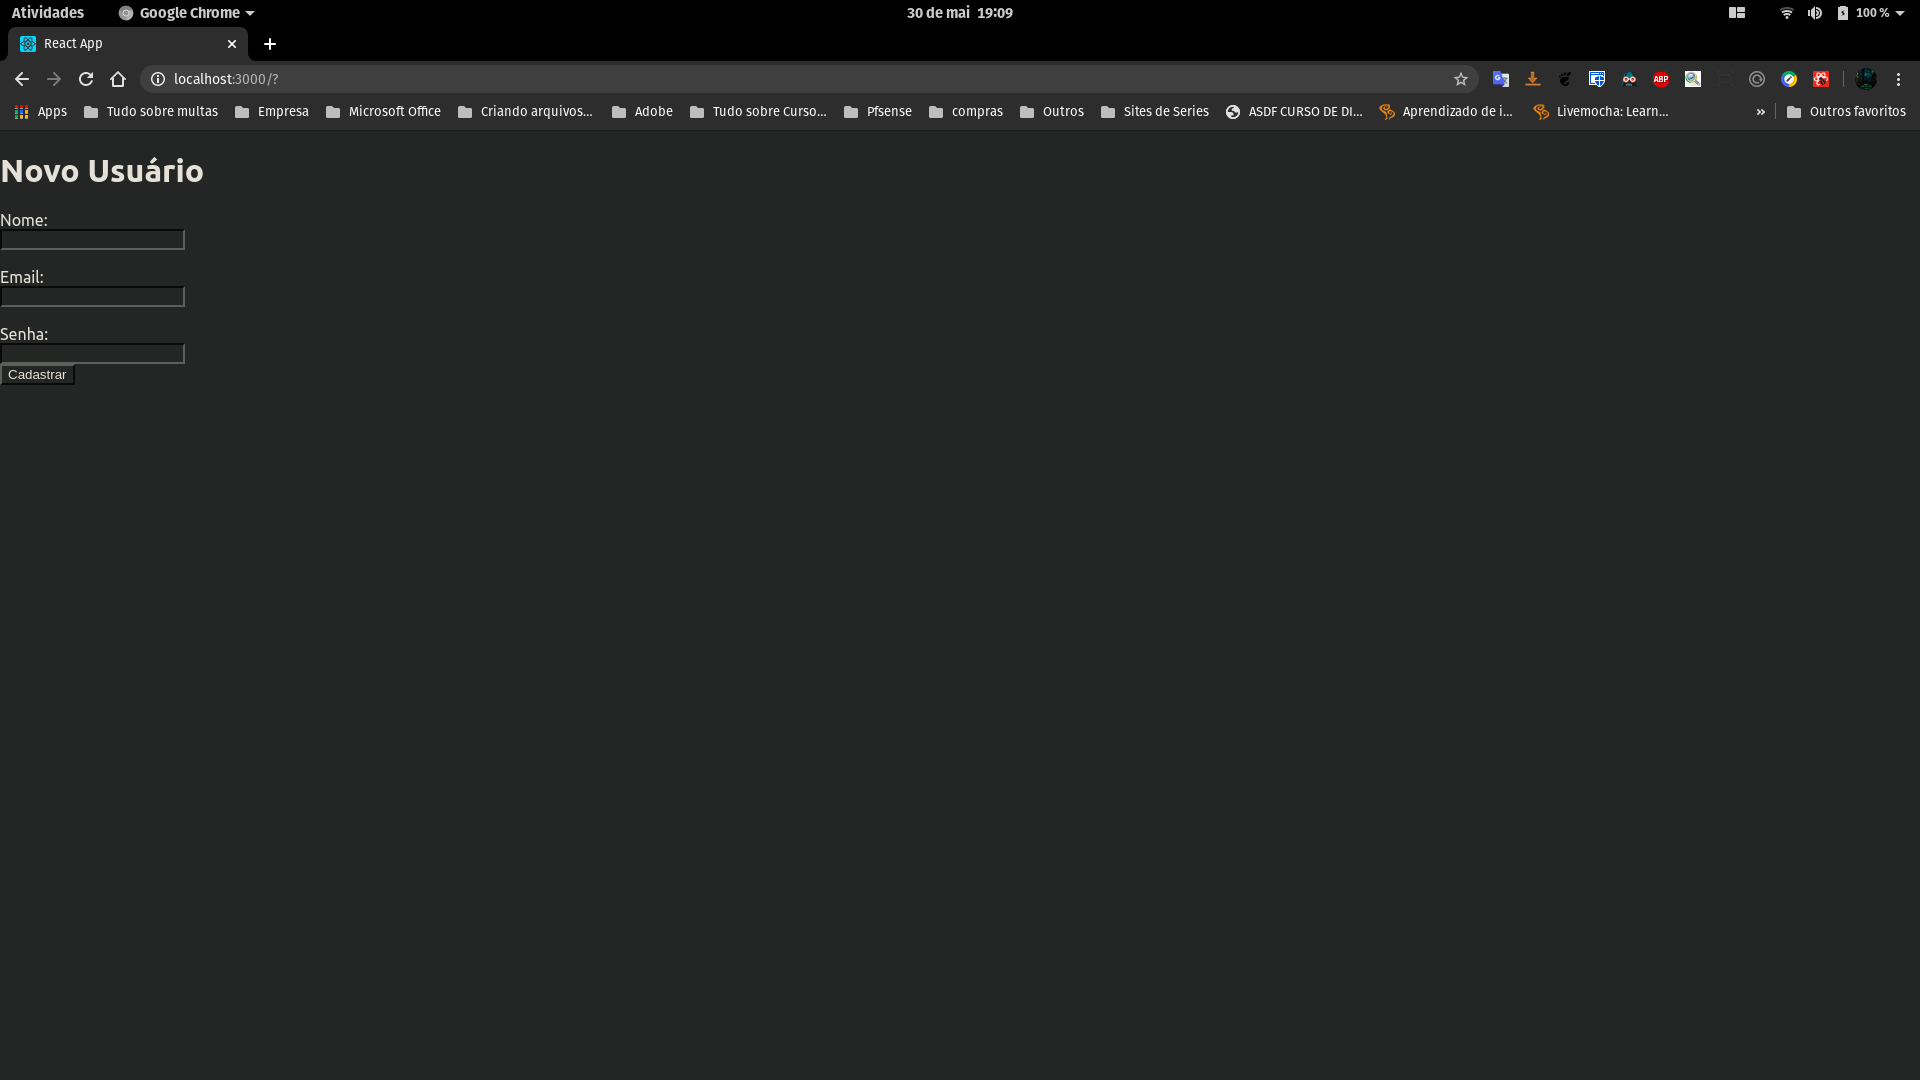 Atividades Google Chrome 30 de mai 19:09 100 %
React App
localhost:3000/?
Apps Tudo sobre multas Empresa Microsoft Office Criando arquivos... Adobe Tudo sobre Curso... Pfsense compras Outros Sites de Series ASDF CURSO DE DI... Aprendizado de i... Livemocha: Learn... » Outros favoritos
Novo Usuário
Nome:
Email:
Senha:
Cadastrar